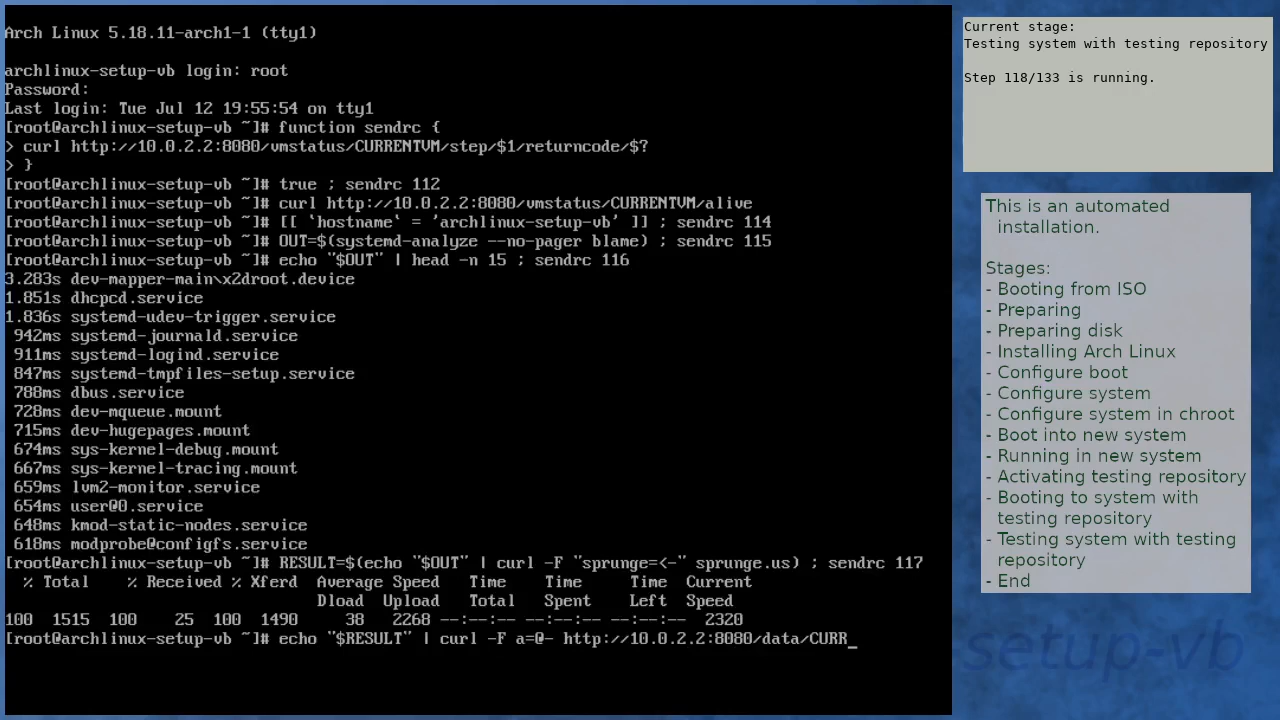 Arch Linux 5.18.11-arch1-1 (tty1)
archlinux-setup-vb login: root
Password:
Last login: Tue Jul 12 19:55:54 on tty1
[root@archlinux-setup-vb ~]# function sendrc {
> curl http://10.0.2.2:8080/vmstatus/CURRENTVM/step/$1/returncode/$?
> }
[root@archlinux-setup-vb ~]# true ; sendrc 112
[root@archlinux-setup-vb ~]# curl http://10.0.2.2:8080/vmstatus/CURRENTVM/alive
[root@archlinux-setup-vb ~]# [[ `hostname` = 'archlinux-setup-vb' ]] ; sendrc 114
[root@archlinux-setup-vb ~]# OUT=$(systemd-analyze --no-pager blame) ; sendrc 115
[root@archlinux-setup-vb ~]# echo "$OUT" | head -n 15 ; sendrc 116
3.283s dev-mapper-main\x2droot.device
1.851s dhcpcd.service
1.836s systemd-udev-trigger.service
 942ms systemd-journald.service
 911ms systemd-logind.service
 847ms systemd-tmpfiles-setup.service
 788ms dbus.service
 728ms dev-mqueue.mount
 715ms dev-hugepages.mount
 674ms sys-kernel-debug.mount
 667ms sys-kernel-tracing.mount
 659ms lvm2-monitor.service
 654ms user@0.service
 648ms kmod-static-nodes.service
 618ms modprobe@configfs.service
[root@archlinux-setup-vb ~]# RESULT=$(echo "$OUT" | curl -F "sprunge=<-" sprunge.us) ; sendrc 117
  % Total    % Received % Xferd  Average Speed   Time    Time     Time  Current
                                 Dload  Upload   Total   Spent    Left  Speed
100  1515  100    25  100  1490     38   2268 --:--:-- --:--:-- --:--:--  2320
[root@archlinux-setup-vb ~]# echo "$RESULT" | curl -F a=@- http://10.0.2.2:8080/data/CURR_
Current stage:
Testing system with testing repository
Step 118/133 is running.
This is an automated
installation.
Stages:
- Booting from ISO
- Preparing
- Preparing disk
- Installing Arch Linux
- Configure boot
- Configure system
- Configure system in chroot
- Boot into new system
- Running in new system
- Activating testing repository
- Booting to system with
testing repository
- Testing system with testing
repository
- End
setup-vb